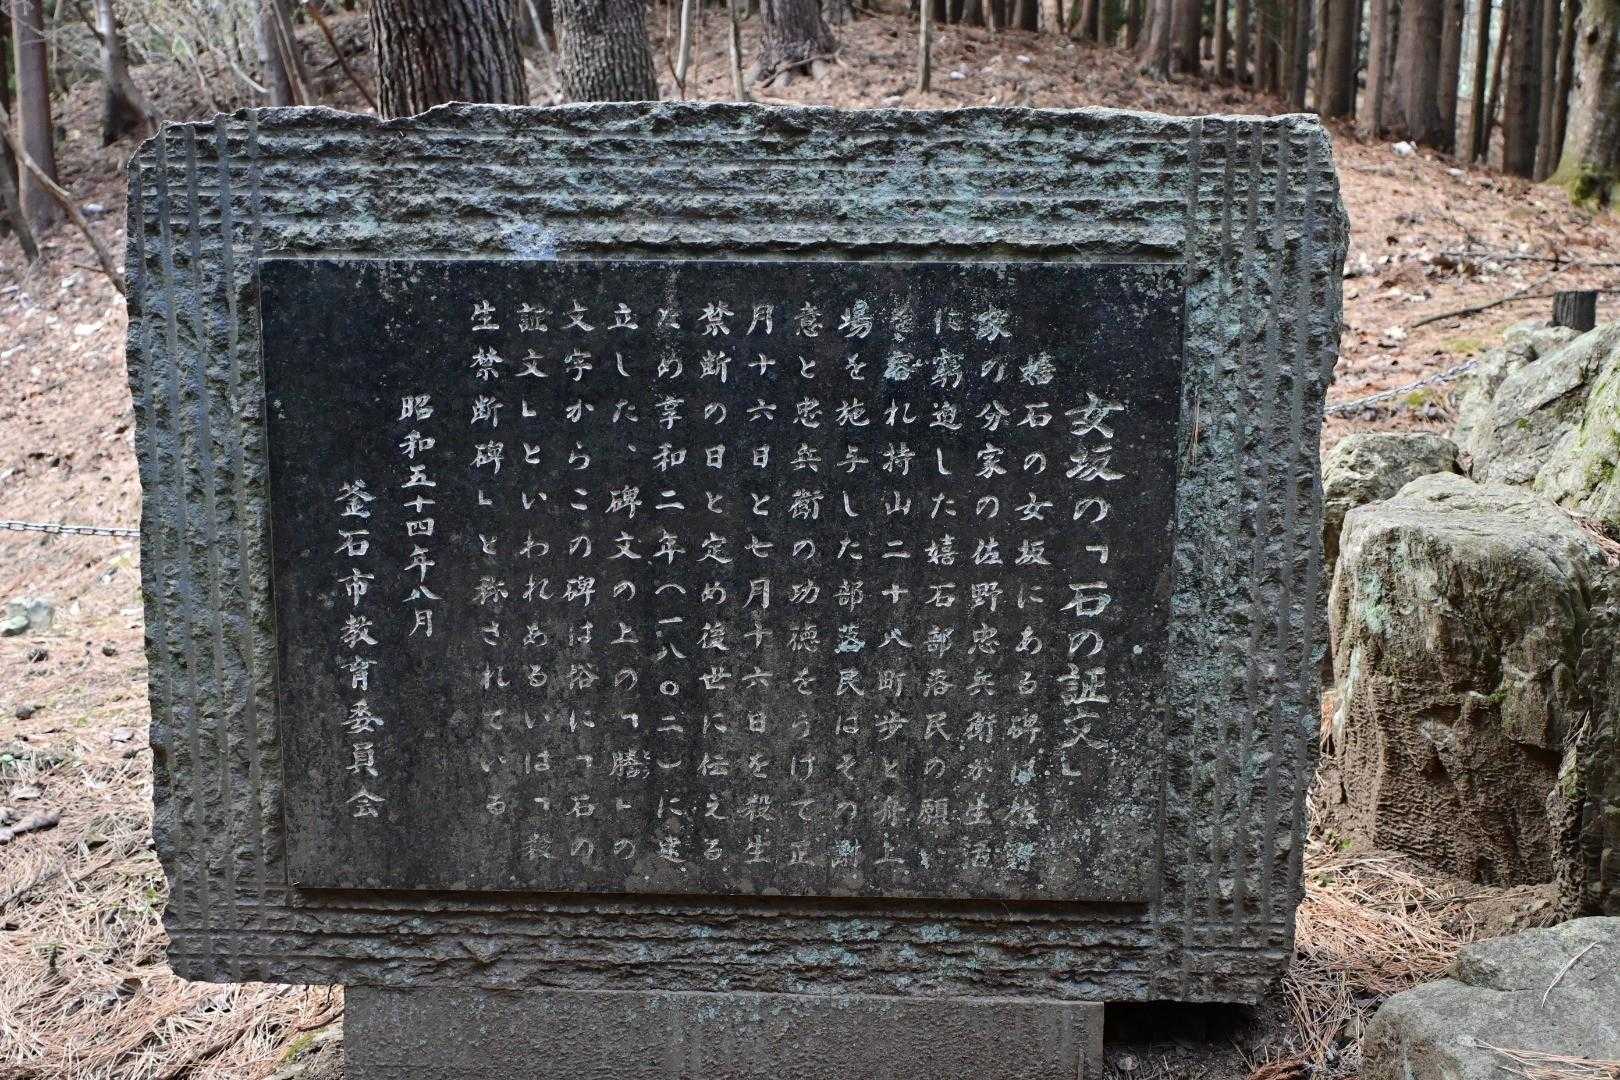 女坂の「石の証文」
嬉石の女坂にある碑は佐野
家の分家の佐野忠兵衛が生活
に窮迫した嬉石部落民の願い
を容れ持山二十八町歩と舟上
場を施与した部落民はその謝
意と忠兵衛の功徳をうけて正
月十六日と七月十六日を殺生
禁断の日と定め後世に伝える
ため享和二年(一八〇二)に建
立した、碑文の上の「謄」の
文字からこの碑は俗に「石の
証文」といわれあるいは「殺
生禁断碑」と称されている
昭和五十四年八月
釜石市教育委員会